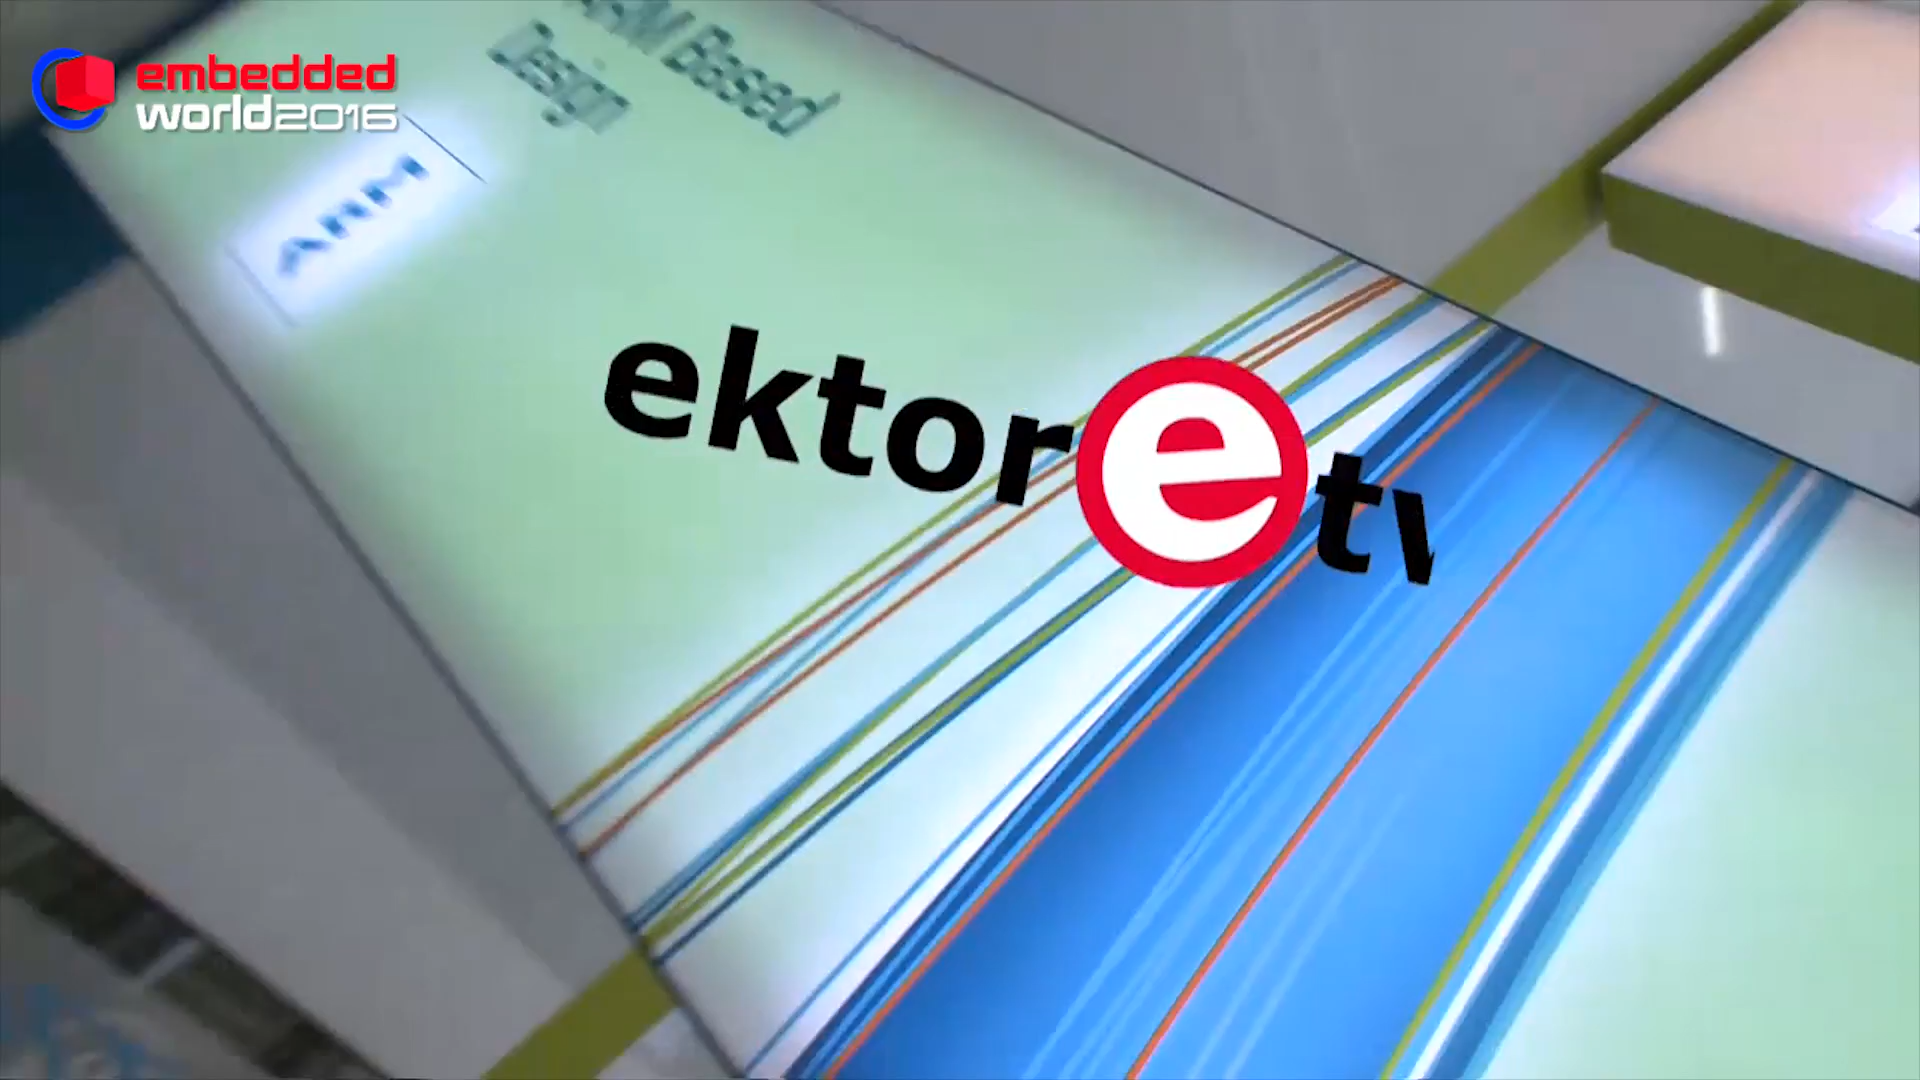 embedded
world2016
ARM Based
Design
ARM
ektor e tv